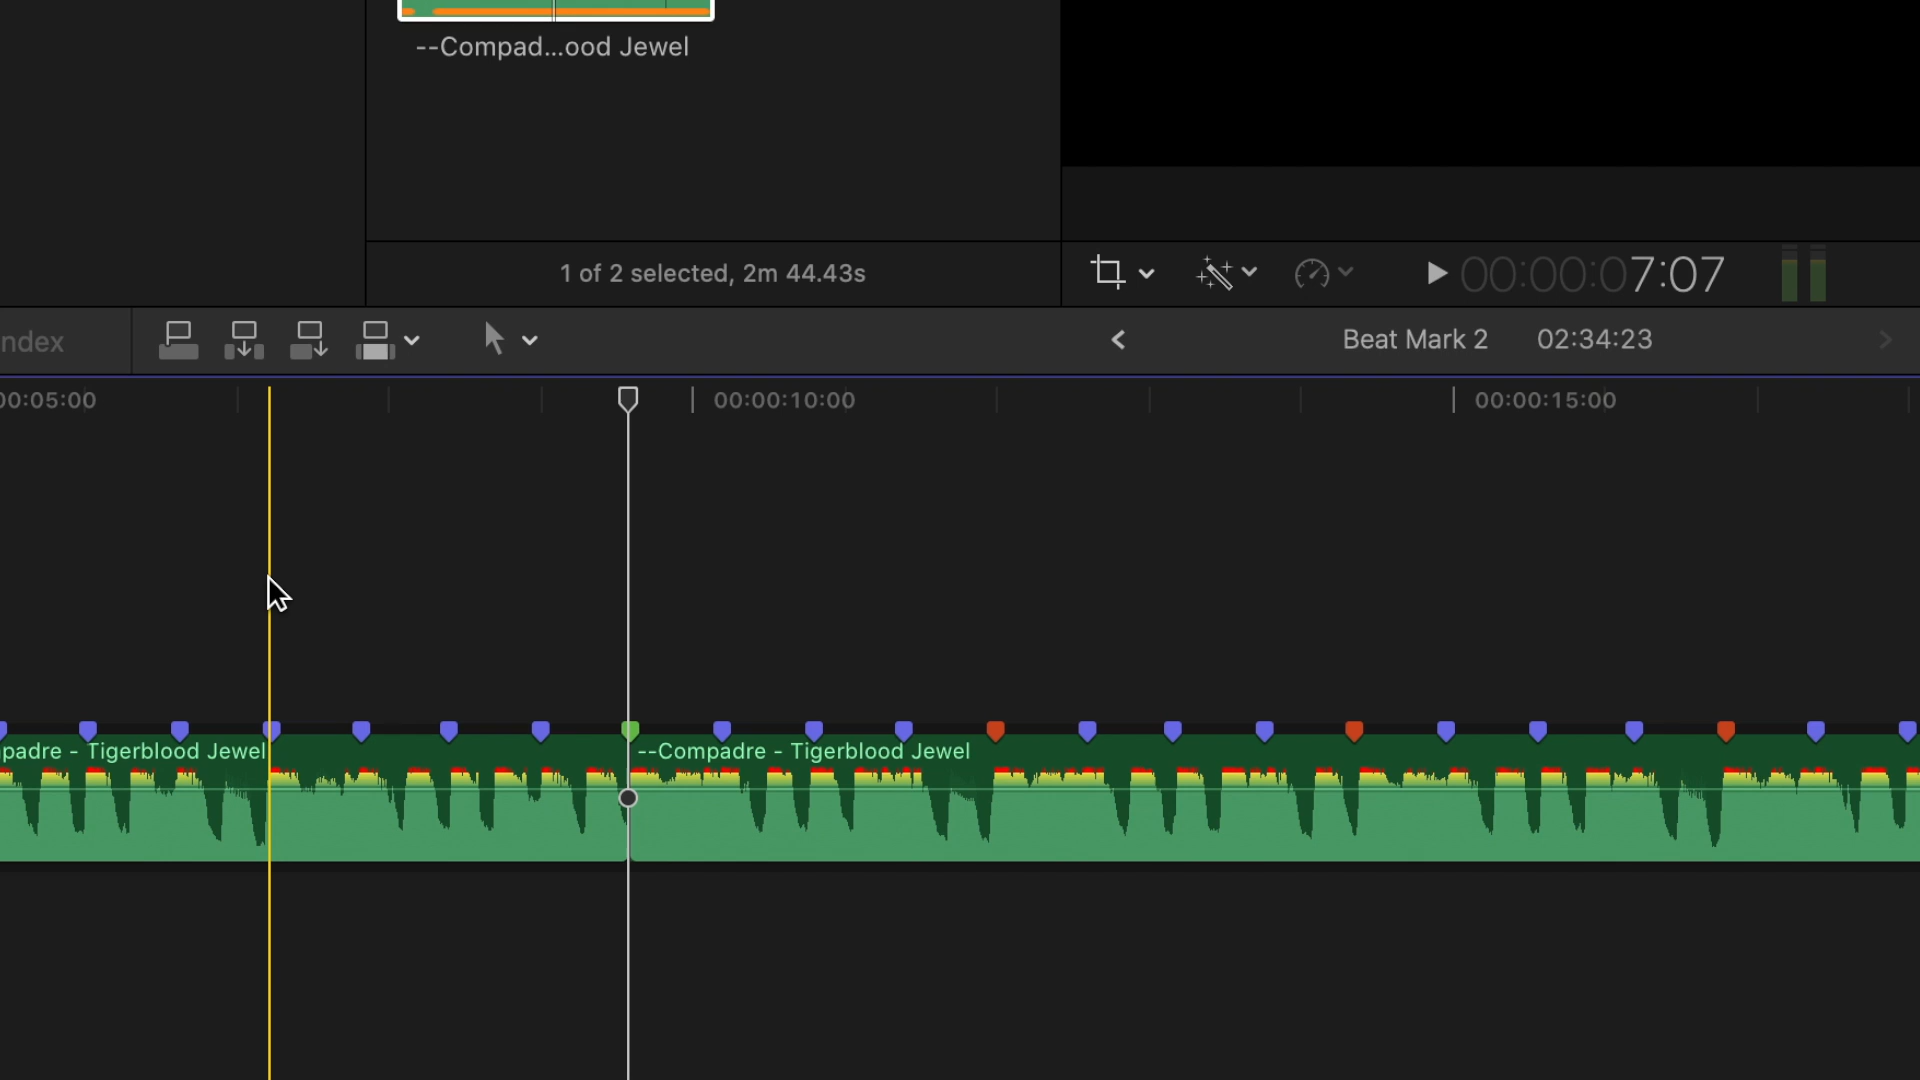 --Compad...ood Jewel
1 of 2 selected, 2m 44.43s
00:00:07:07
ndex
Beat Mark 2 02:34:23
00:05:00
00:00:10:00
00:00:15:00
padre - Tigerblood Jewel
--Compadre - Tigerblood Jewel